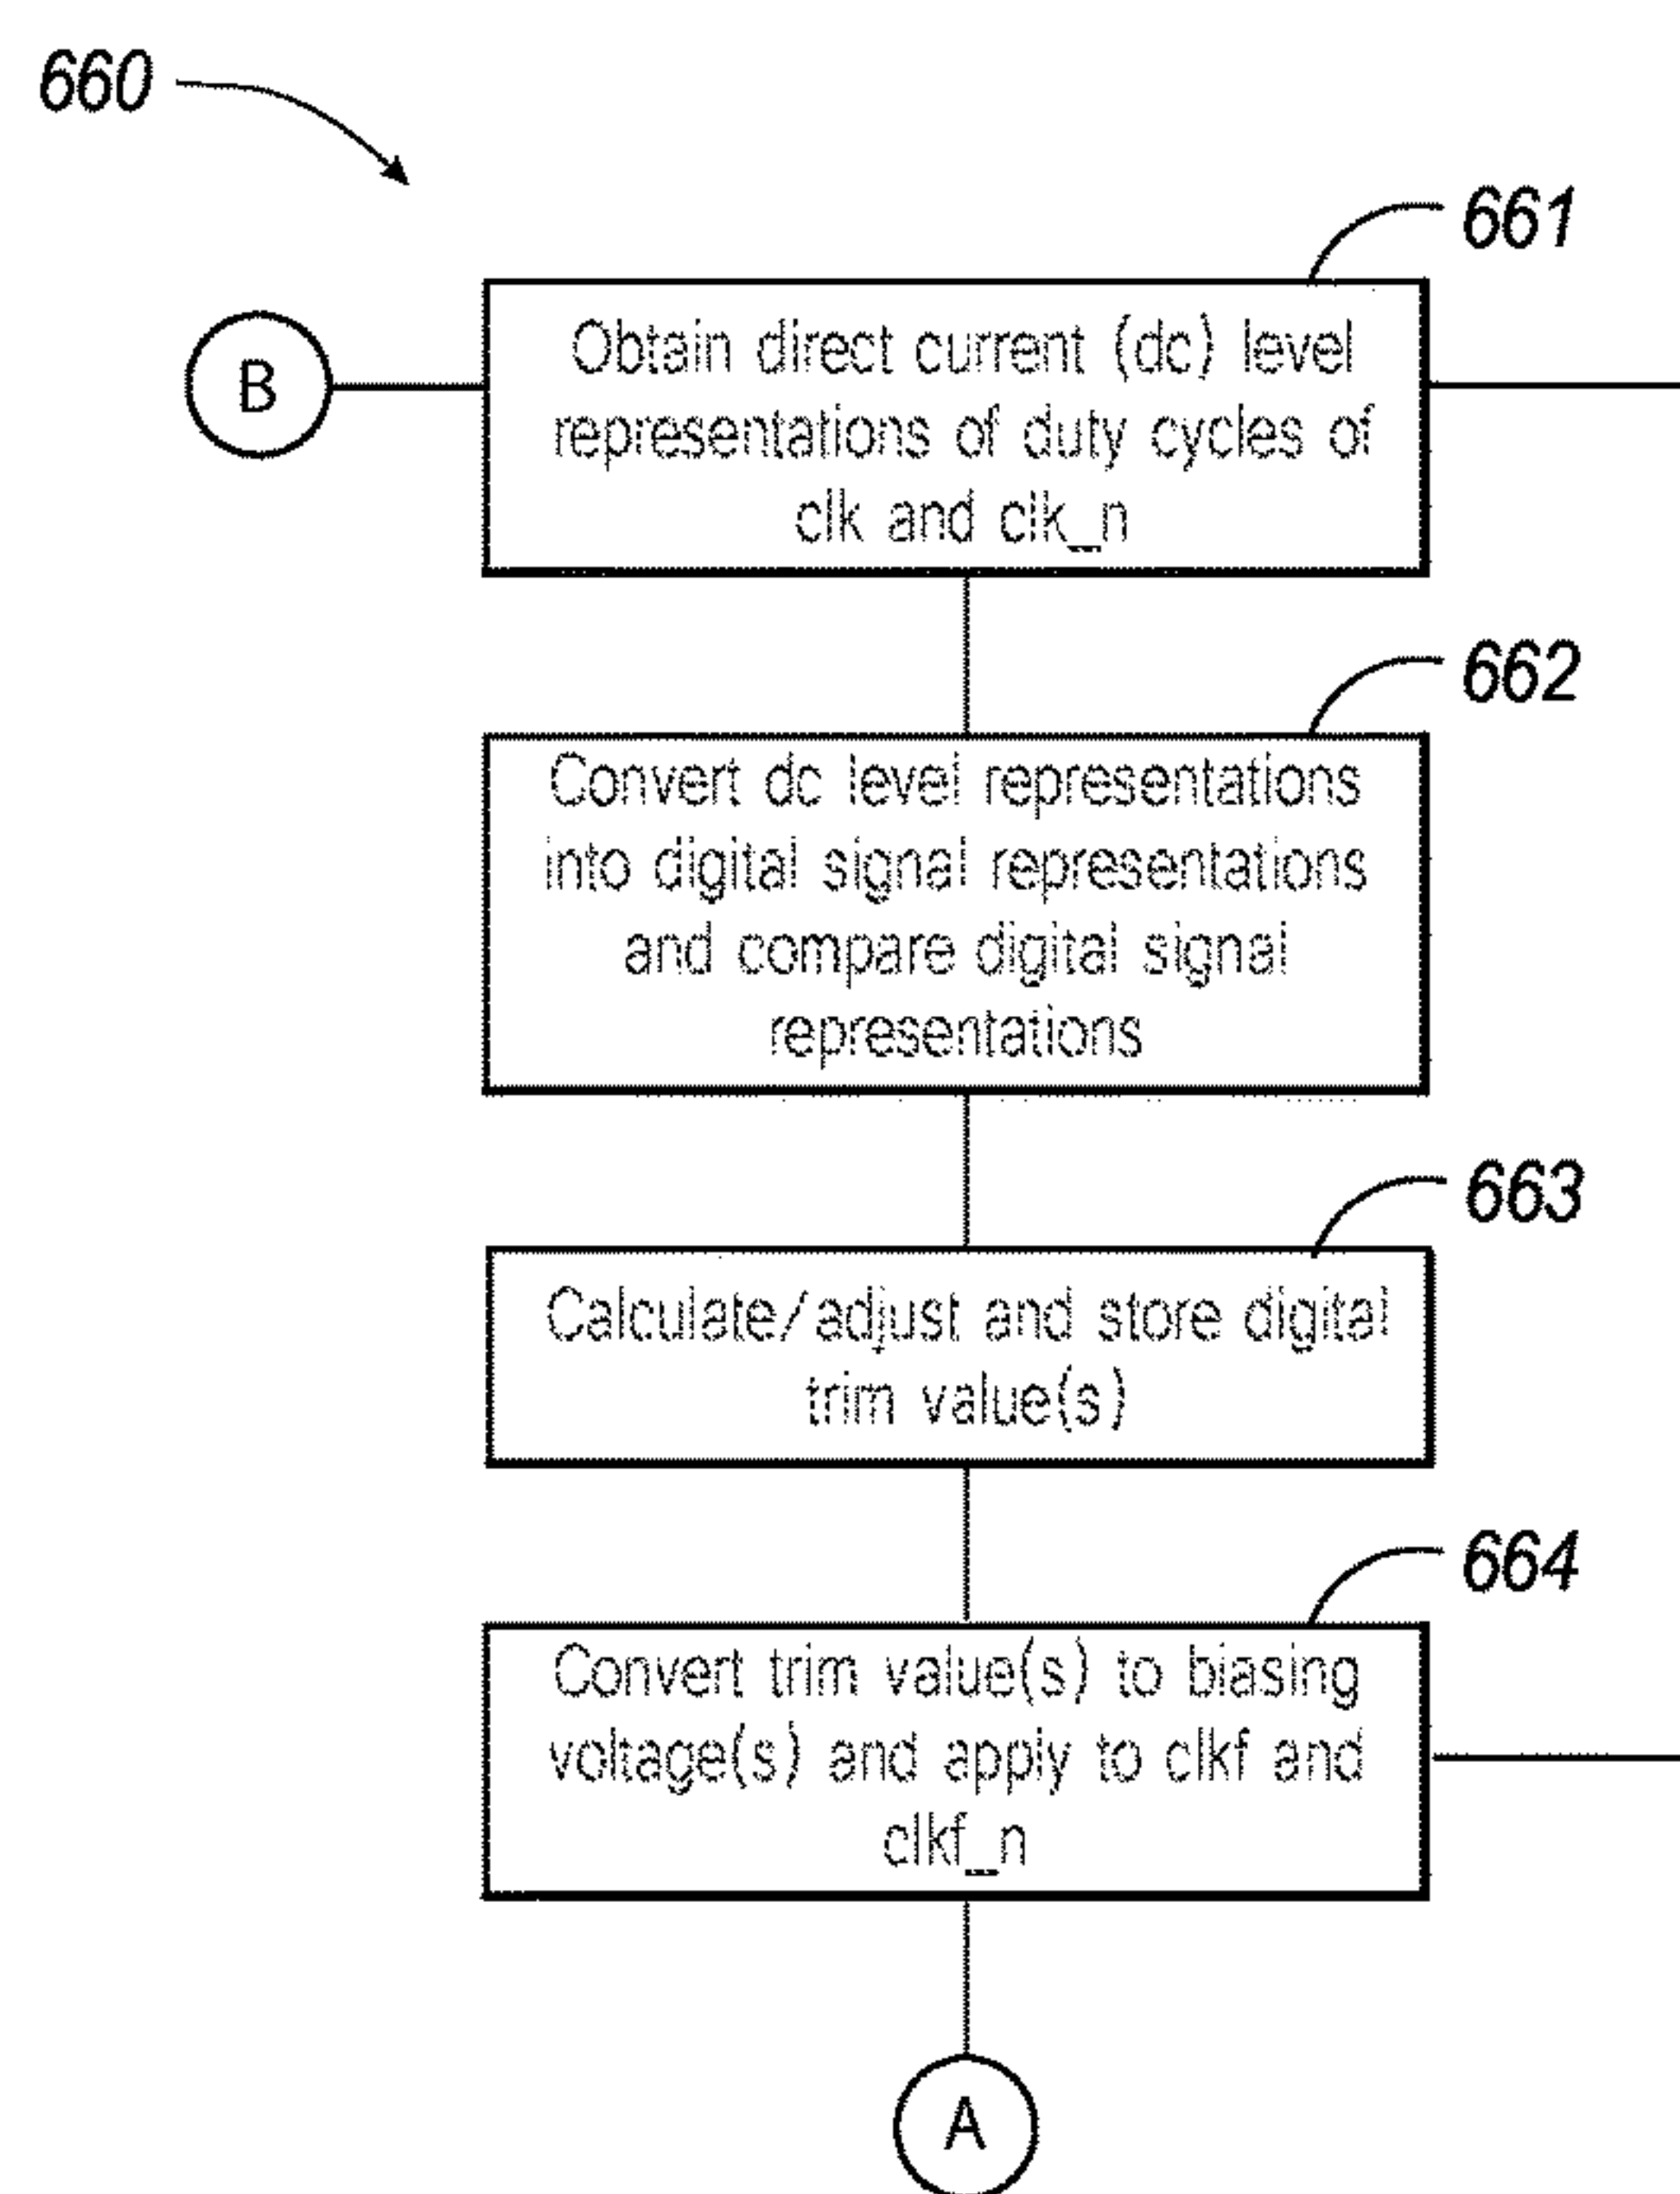 660
661
B
Obtain direct current (dc) level
representations of duty cycles of
clk and clk_n
662
Convert dc level representations
into digital signal representations
and compare digital signal
representations
663
Calculate/adjust and store digital
trim value(s)
664
Convert trim value(s) to biasing
voltage(s) and apply to clkf and
clkf_n
A